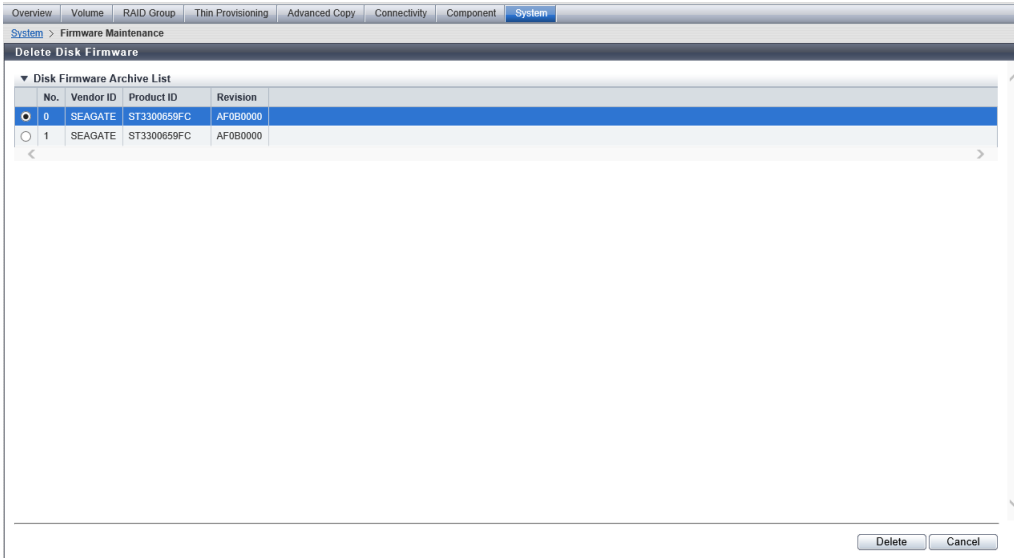 Overview Volume RAID Group Thin Provisioning Advanced Copy Connectivity Component System
System > Firmware Maintenance
Delete Disk Firmware
▼ Disk Firmware Archive List
No. Vendor ID Product ID Revision
0 SEAGATE ST3300659FC AF0B0000
1 SEAGATE ST3300659FC AF0B0000
Delete Cancel